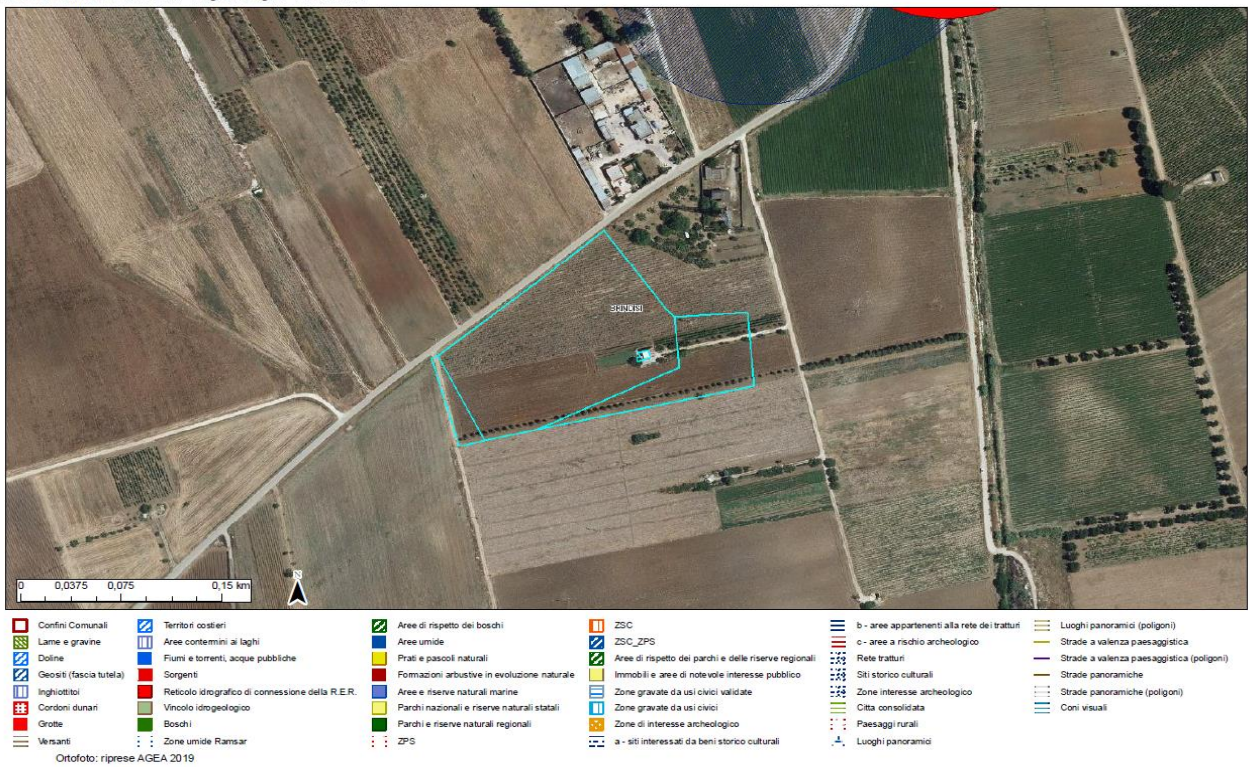 BRINDISI
0 0,0375 0,075 0,15 km
N
Confini Comunali
Lame e gravine
Doline
Geositi (fascia tutela)
Inghiottitoi
Cordoni dunari
Grotte
Versanti
Territori costieri
Aree contermini ai laghi
Fiumi e torrenti, acque pubbliche
Sorgenti
Reticolo idrografico di connessione della R.E.R.
Vincolo idrogeologico
Boschi
Zone umide Ramsar
Aree di rispetto dei boschi
Aree umide
Prati e pascoli naturali
Formazioni arbustive in evoluzione naturale
Aree e riserve naturali marine
Parchi nazionali e riserve naturali statali
Parchi e riserve naturali regionali
ZPS
ZSC
ZSC_ZPS
Aree di rispetto dei parchi e delle riserve regionali
Immobili e aree di notevole interesse pubblico
Zone gravate da usi civici validate
Zone gravate da usi civici
Zone di interesse archeologico
a - siti interessati da beni storico culturali
b - aree appartenenti alla rete dei tratturi
c - aree a rischio archeologico
Rete tratturi
Siti storico culturali
Zone interesse archeologico
Citta consolidata
Paesaggi rurali
Luoghi panoramici
Luoghi panoramici (poligoni)
Strade a valenza paesaggistica
Strade a valenza paesaggistica (poligoni)
Strade panoramiche
Strade panoramiche (poligoni)
Coni visuali
Ortofoto: riprese AGEA 2019